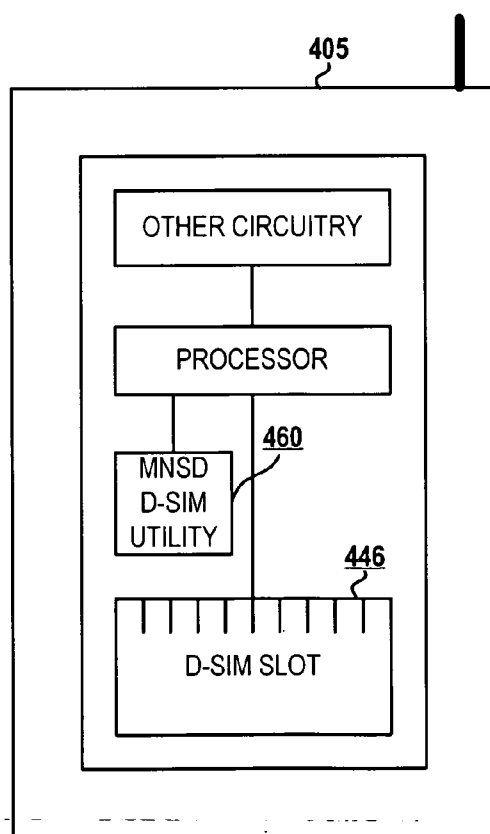 405
OTHER CIRCUITRY
PROCESSOR
460
MNSD
D-SIM
UTILITY
446
D-SIM SLOT